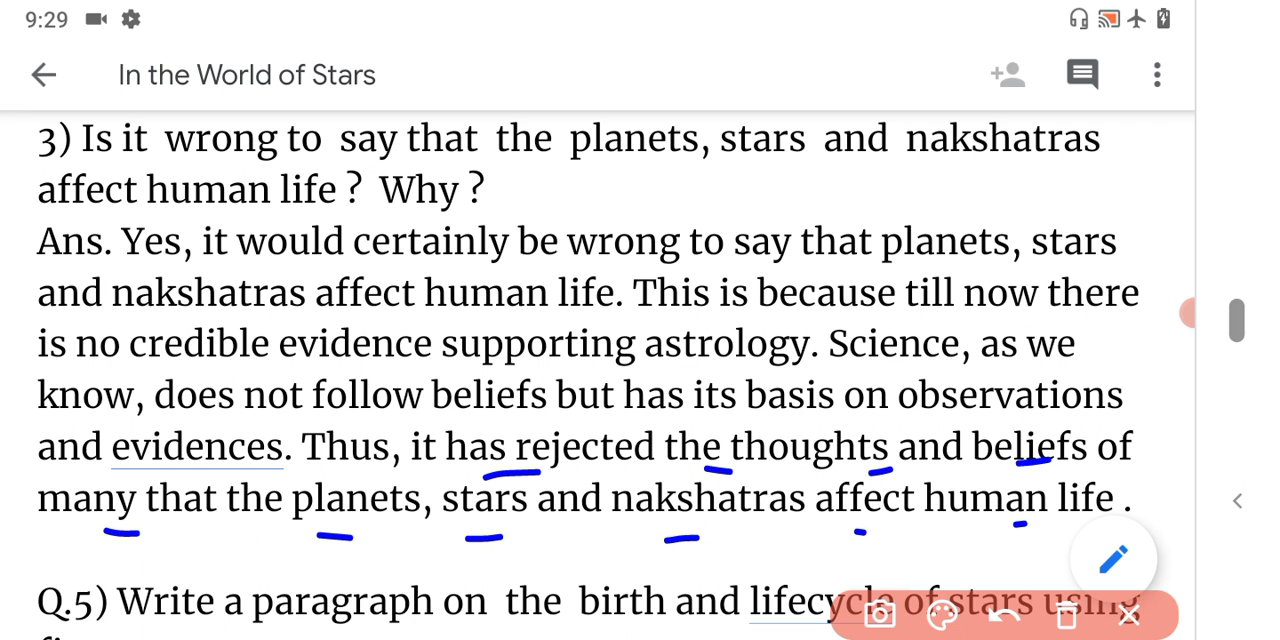 9:29
In the World of Stars
3) Is it wrong to say that the planets, stars and nakshatras
affect human life ? Why ?
Ans. Yes, it would certainly be wrong to say that planets, stars
and nakshatras affect human life. This is because till now there
is no credible evidence supporting astrology. Science, as we
know, does not follow beliefs but has its basis on observations
and evidences. Thus, it has rejected the thoughts and beliefs of
many that the planets, stars and nakshatras affect human life .
Q.5) Write a paragraph on the birth and lifecycle of stars using